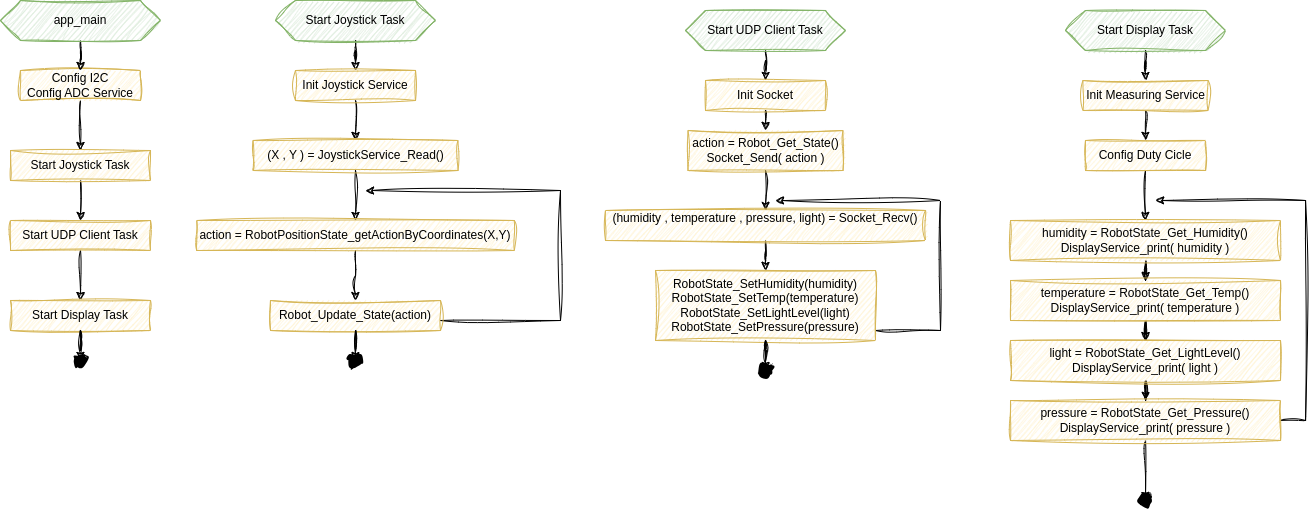 app_main
Config I2C
Config ADC Service
Start Joystick Task
Start UDP Client Task
Start Display Task
Start Joystick Task
Init Joystick Service
(X , Y ) = JoystickService_Read()
action = RobotPositionState_getActionByCoordinates(X,Y)
Robot_Update_State(action)
Start UDP Client Task
Init Socket
action = Robot_Get_State()
Socket_Send( action )
(humidity , temperature , pressure, light) = Socket_Recv()
RobotState_SetHumidity(humidity)
RobotState_SetTemp(temperature)
RobotState_SetLightLevel(light)
RobotState_SetPressure(pressure)
Start Display Task
Init Measuring Service
Config Duty Cicle
humidity = RobotState_Get_Humidity()
DisplayService_print( humidity )
temperature = RobotState_Get_Temp()
DisplayService_print( temperature )
light = RobotState_Get_LightLevel()
DisplayService_print( light )
pressure = RobotState_Get_Pressure()
DisplayService_print( pressure )